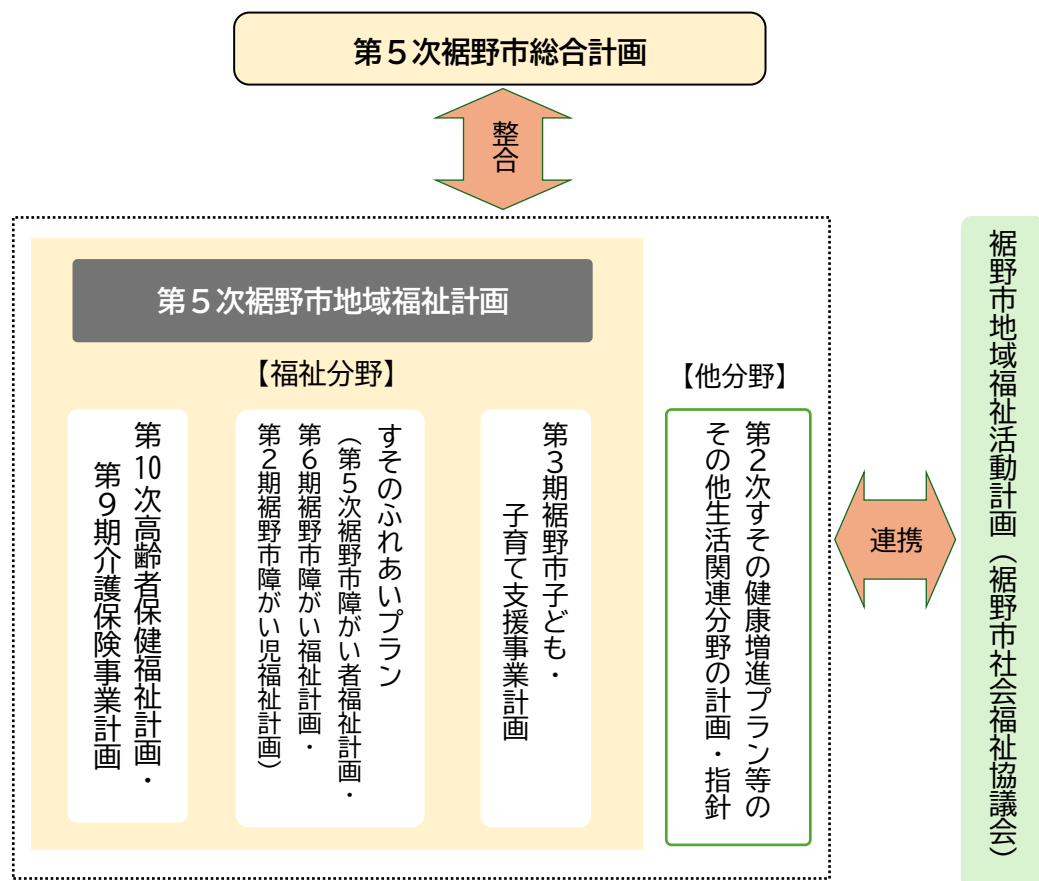 第５次裾野市総合計画
整合
第５次裾野市地域福祉計画
【福祉分野】
第10次高齢者保健福祉計画・
第９期介護保険事業計画
すそのふれあいプラン
（第５次裾野市障がい者福祉計画・
第６期裾野市障がい福祉計画・
第２期裾野市障がい児福祉計画）
第３期裾野市子ども・
子育て支援事業計画
【他分野】
第２次すその健康増進プラン等の
その他生活関連分野の計画・指針
連携
裾野市地域福祉活動計画（裾野市社会福祉協議会）